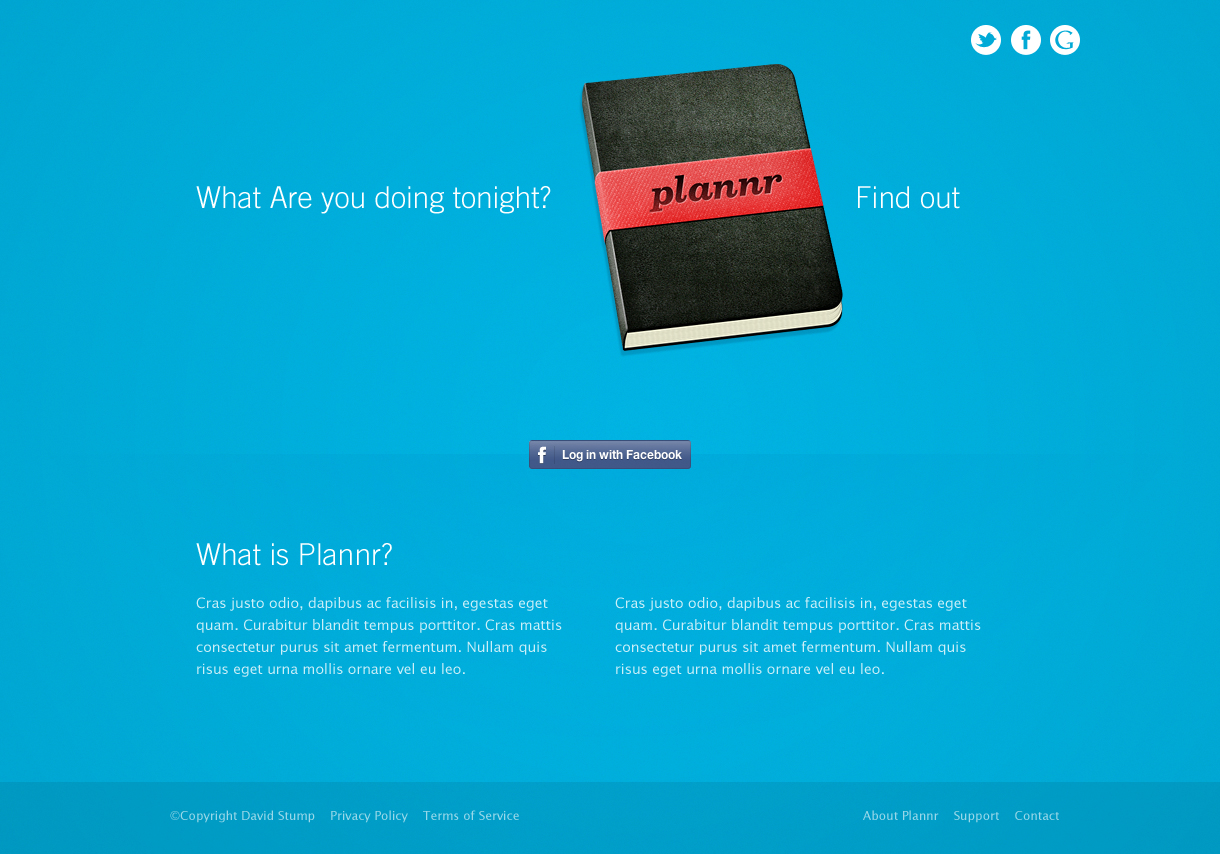 What Are you doing tonight?
plannr
Find out
Log in with Facebook
What is Plannr?
Cras justo odio, dapibus ac facilisis in, egestas eget
quam. Curabitur blandit tempus porttitor. Cras mattis
consectetur purus sit amet fermentum. Nullam quis
risus eget urna mollis ornare vel eu leo.
Cras justo odio, dapibus ac facilisis in, egestas eget
quam. Curabitur blandit tempus porttitor. Cras mattis
consectetur purus sit amet fermentum. Nullam quis
risus eget urna mollis ornare vel eu leo.
©Copyright David Stump Privacy Policy Terms of Service
About Plannr Support Contact